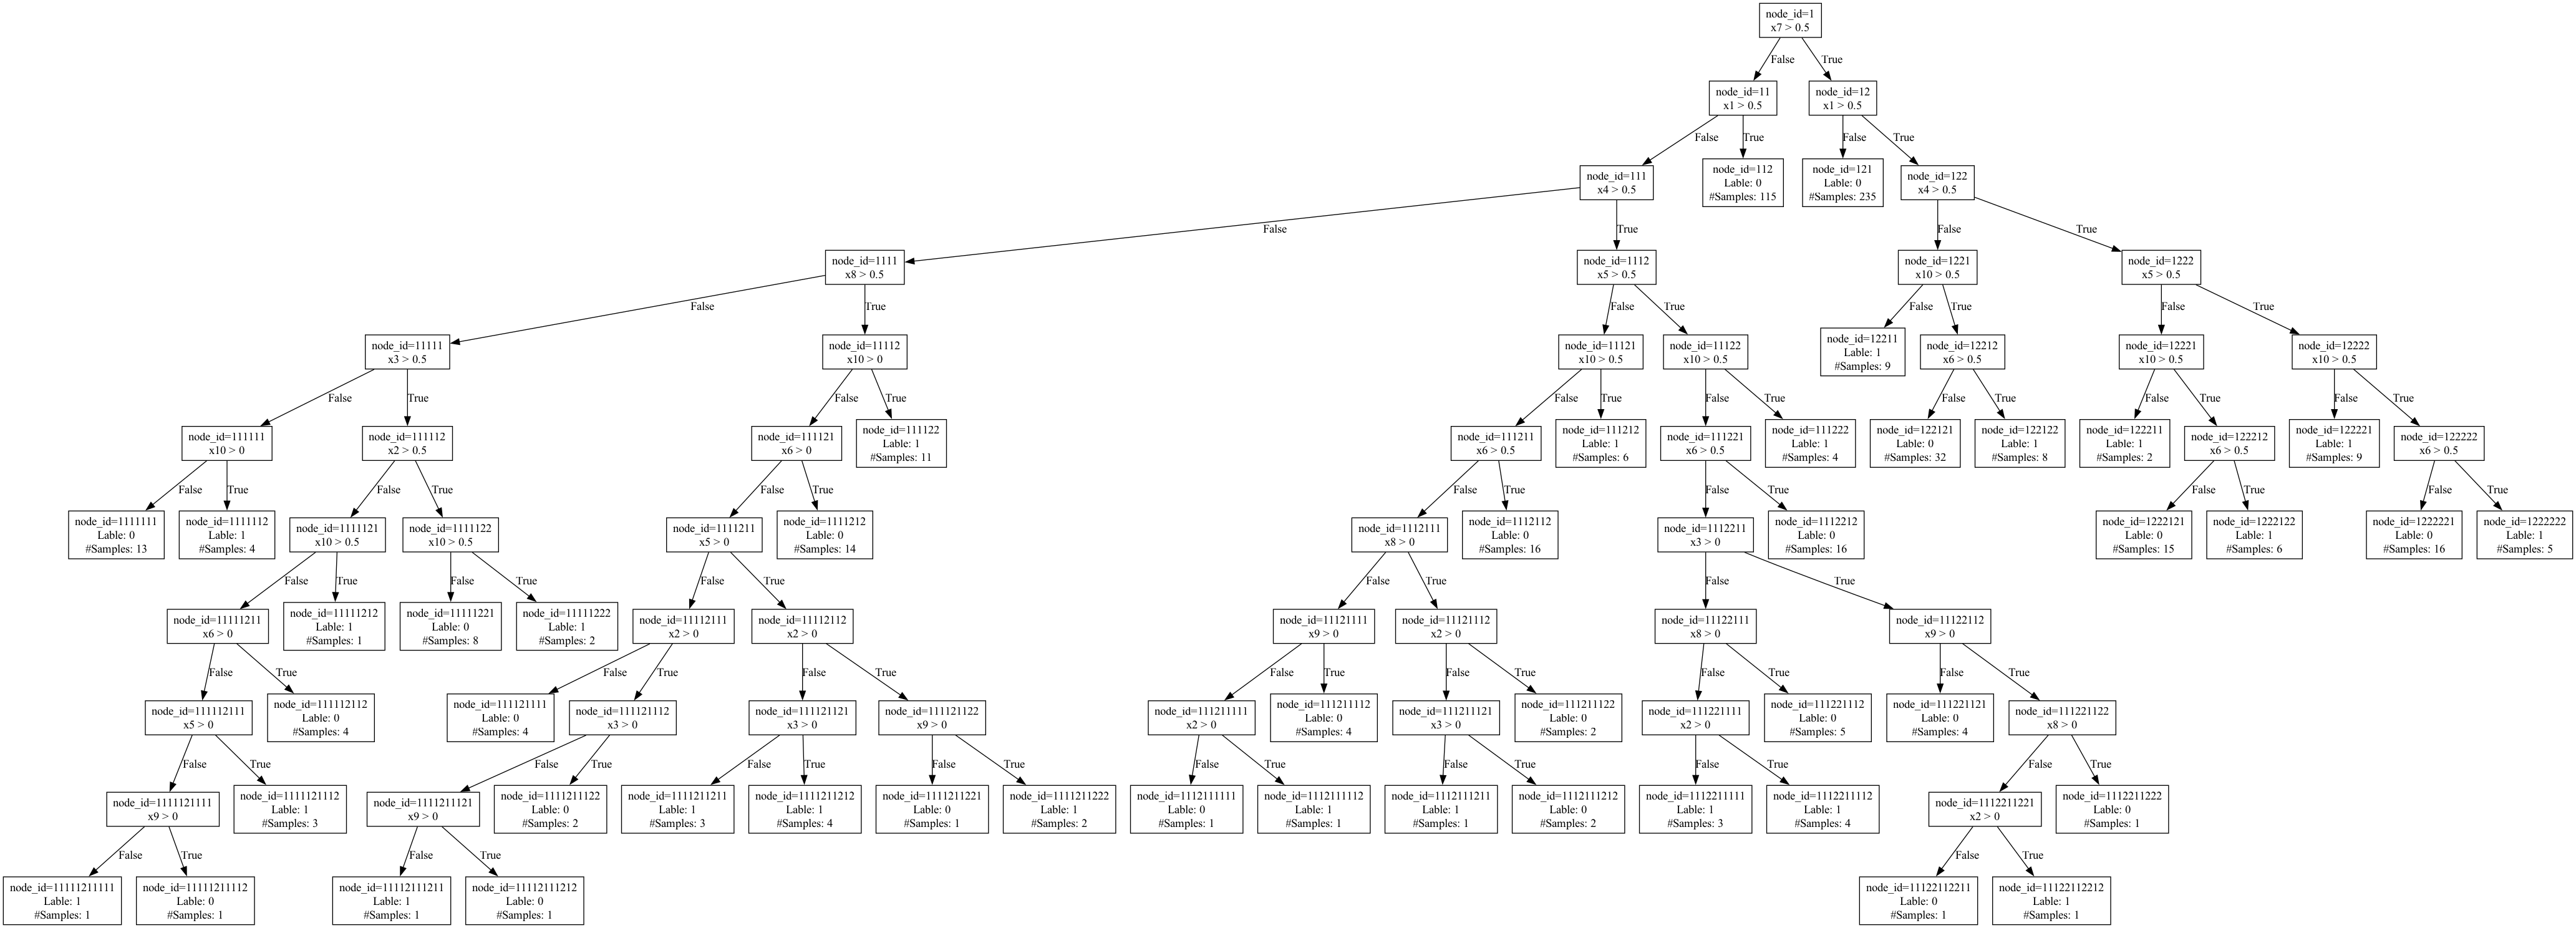 node_id=1
x7 > 0.5
False
True
node_id=11
x1 > 0.5
node_id=12
x1 > 0.5
False
True
False
True
node_id=111
x4 > 0.5
node_id=112
Lable: 0
#Samples: 115
node_id=121
Lable: 0
#Samples: 235
node_id=122
x4 > 0.5
False
True
False
True
node_id=1111
x8 > 0.5
node_id=1112
x5 > 0.5
node_id=1221
x10 > 0.5
node_id=1222
x5 > 0.5
False
True
False
True
False
True
False
True
node_id=11111
x3 > 0.5
node_id=11112
x10 > 0
node_id=11121
x10 > 0.5
node_id=11122
x10 > 0.5
node_id=12211
Lable: 1
#Samples: 9
node_id=12212
x6 > 0.5
node_id=12221
x10 > 0.5
node_id=12222
x10 > 0.5
False
True
False
True
False
True
False
True
False
True
False
True
False
True
node_id=111111
x10 > 0
node_id=111112
x2 > 0.5
node_id=111121
x6 > 0
node_id=111122
Lable: 1
#Samples: 11
node_id=111211
x6 > 0.5
node_id=111212
Lable: 1
#Samples: 6
node_id=111221
x6 > 0.5
node_id=111222
Lable: 1
#Samples: 4
node_id=122121
Lable: 0
#Samples: 32
node_id=122122
Lable: 1
#Samples: 8
node_id=122211
Lable: 1
#Samples: 2
node_id=122212
x6 > 0.5
node_id=122221
Lable: 1
#Samples: 9
node_id=122222
x6 > 0.5
False
True
False
True
False
True
False
True
False
True
False
True
False
True
node_id=1111111
Lable: 0
#Samples: 13
node_id=1111112
Lable: 1
#Samples: 4
node_id=1111121
x10 > 0.5
node_id=1111122
x10 > 0.5
node_id=1111211
x5 > 0
node_id=1111212
Lable: 0
#Samples: 14
node_id=1112111
x8 > 0
node_id=1112112
Lable: 0
#Samples: 16
node_id=1112211
x3 > 0
node_id=1112212
Lable: 0
#Samples: 16
node_id=1222121
Lable: 0
#Samples: 15
node_id=1222122
Lable: 1
#Samples: 6
node_id=1222221
Lable: 0
#Samples: 16
node_id=1222222
Lable: 1
#Samples: 5
False
True
False
True
False
True
False
True
False
True
node_id=11111211
x6 > 0
node_id=11111212
Lable: 1
#Samples: 1
node_id=11111221
Lable: 0
#Samples: 8
node_id=11111222
Lable: 1
#Samples: 2
node_id=11112111
x2 > 0
node_id=11112112
x2 > 0
node_id=11121111
x9 > 0
node_id=11121112
x2 > 0
node_id=11122111
x8 > 0
node_id=11122112
x9 > 0
False
True
False
True
False
True
False
True
False
True
False
True
False
True
node_id=111112111
x5 > 0
node_id=111112112
Lable: 0
#Samples: 4
node_id=111121111
Lable: 0
#Samples: 4
node_id=111121112
x3 > 0
node_id=111121121
x3 > 0
node_id=111121122
x9 > 0
node_id=111211111
x2 > 0
node_id=111211112
Lable: 0
#Samples: 4
node_id=111211121
x3 > 0
node_id=111211122
Lable: 0
#Samples: 2
node_id=111221111
x2 > 0
node_id=111221112
Lable: 0
#Samples: 5
node_id=111221121
Lable: 0
#Samples: 4
node_id=111221122
x8 > 0
False
True
False
True
False
True
False
True
False
True
False
True
False
True
False
True
node_id=1111121111
x9 > 0
node_id=1111121112
Lable: 1
#Samples: 3
node_id=1111211121
x9 > 0
node_id=1111211122
Lable: 0
#Samples: 2
node_id=1111211211
Lable: 1
#Samples: 3
node_id=1111211212
Lable: 1
#Samples: 4
node_id=1111211221
Lable: 0
#Samples: 1
node_id=1111211222
Lable: 1
#Samples: 2
node_id=1112111111
Lable: 0
#Samples: 1
node_id=1112111112
Lable: 1
#Samples: 1
node_id=1112111211
Lable: 1
#Samples: 1
node_id=1112111212
Lable: 0
#Samples: 2
node_id=1112211111
Lable: 1
#Samples: 3
node_id=1112211112
Lable: 1
#Samples: 4
node_id=1112211221
x2 > 0
node_id=1112211222
Lable: 0
#Samples: 1
False
True
False
True
False
True
node_id=11111211111
Lable: 1
#Samples: 1
node_id=11111211112
Lable: 0
#Samples: 1
node_id=11112111211
Lable: 1
#Samples: 1
node_id=11112111212
Lable: 0
#Samples: 1
node_id=11122112211
Lable: 0
#Samples: 1
node_id=11122112212
Lable: 1
#Samples: 1